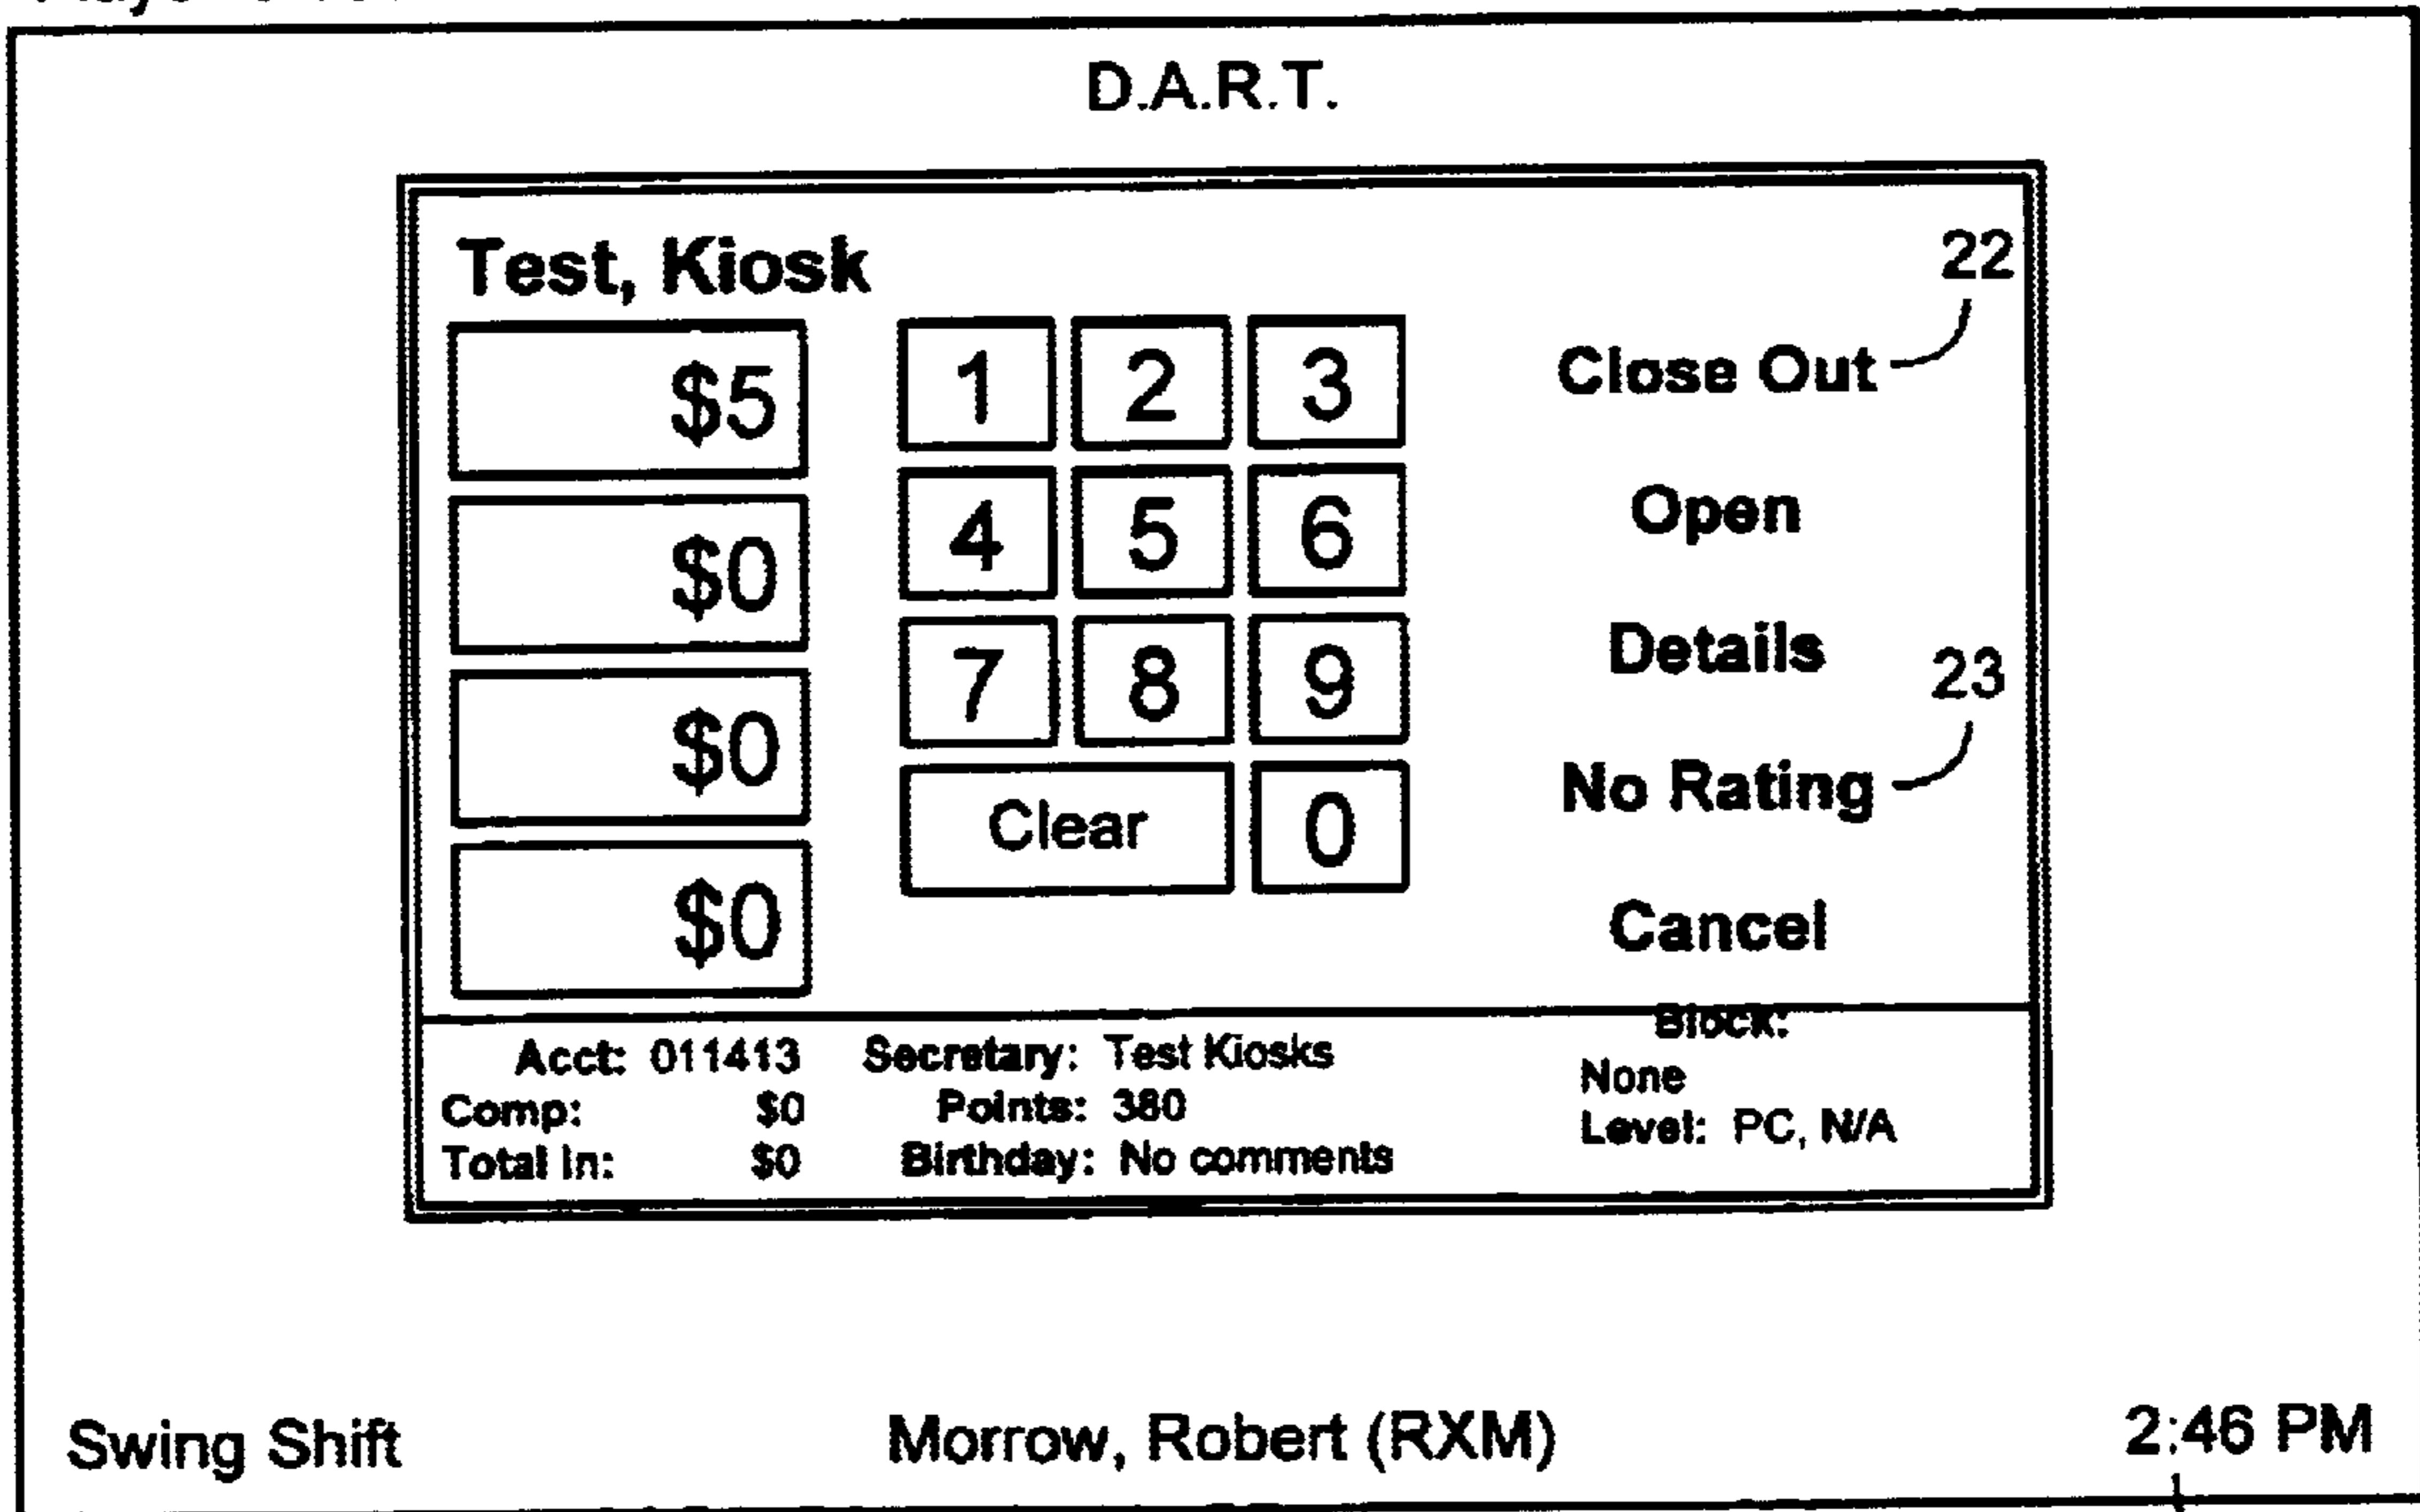 D.A.R.T.
Test, Kiosk
22
$5
1 2 3
Close Out
$0
4 5 6
Open
Details
23
$0
7 8 9
No Rating
$0
Clear 0
Cancel
Block:
Acct: 011413 Secretary: Test Kiosks
None
Comp: $0 Points: 380
Level: PC, N/A
Total In: $0 Birthday: No comments
Swing Shift Morrow, Robert (RXM) 2:46 PM